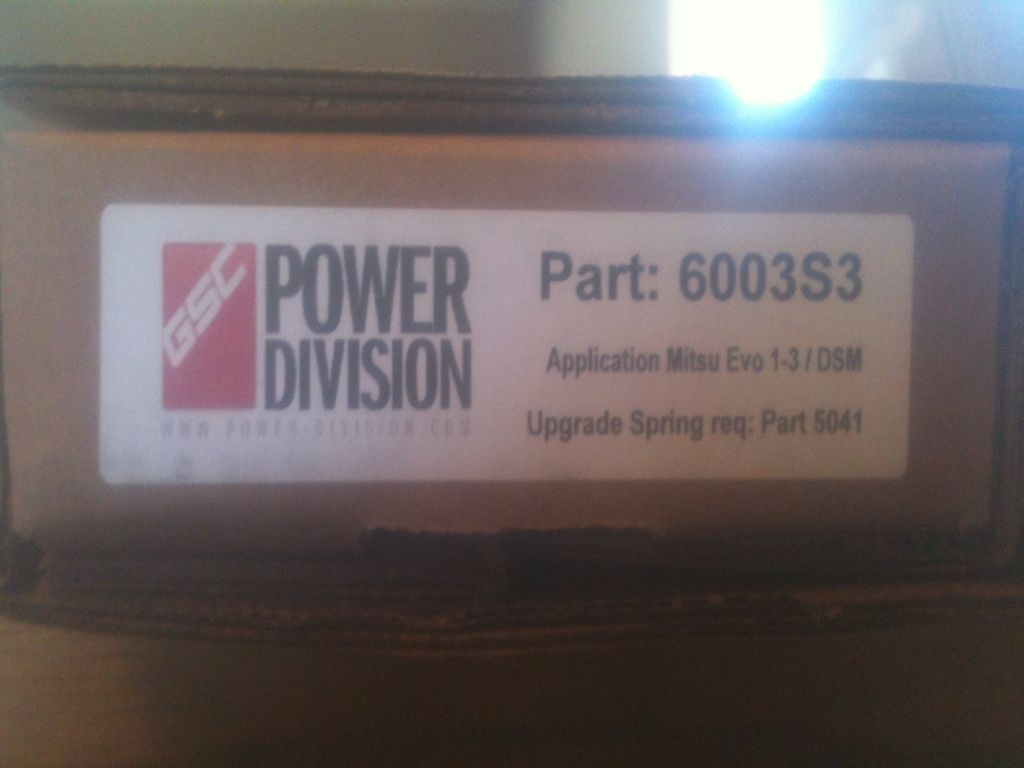 GSC
POWER
DIVISION
WWW.POWER-DIVISION.COM
Part: 6003S3
Application Mitsu Evo 1-3 / DSM
Upgrade Spring req: Part 5041